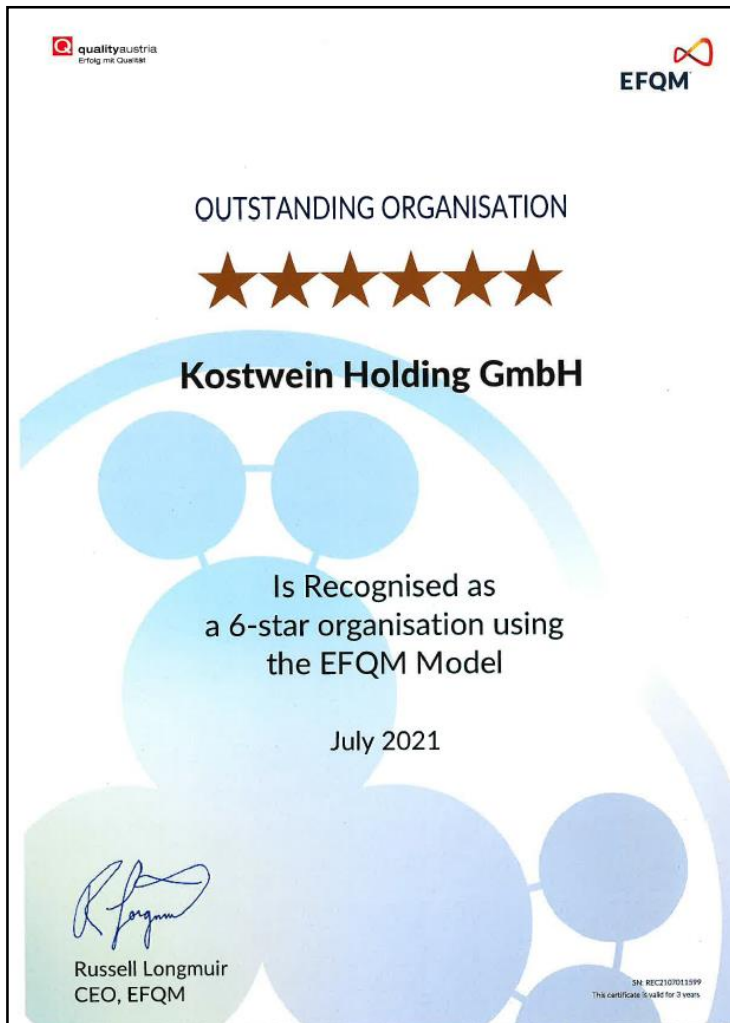 qualityaustria
Erfolg mit Qualität
EFQM
OUTSTANDING ORGANISATION
Kostwein Holding GmbH
Is Recognised as
a 6-star organisation using
the EFQM Model
July 2021
Russell Longmuir
CEO, EFQM
SN: REC2107011599
This certificate is valid for 3 years.